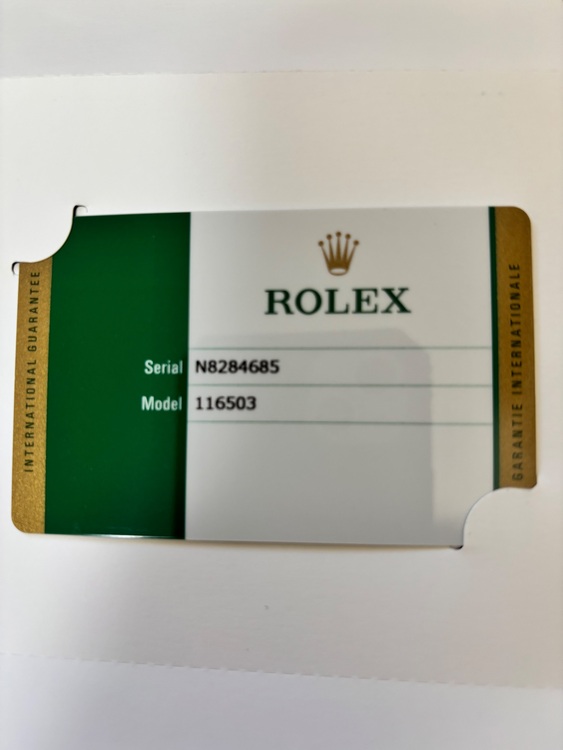 INTERNATIONAL GUARANTEE
ROLEX
Serial N8284685
Model 116503
GARANTIE INTERNATIONALE